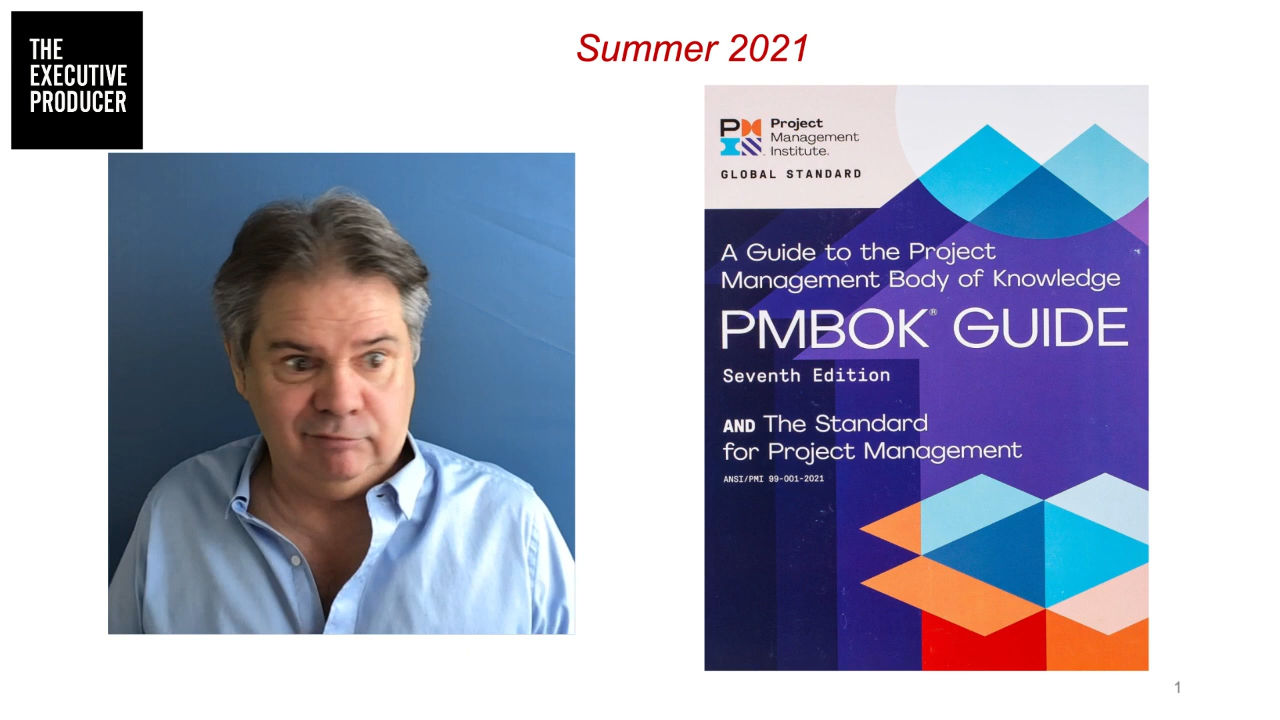 THE
EXECUTIVE
PRODUCER
Summer 2021
PM
Project
Management
Institute.
GLOBAL STANDARD
A Guide to the Project
Management Body of Knowledge
PMBOK® GUIDE
Seventh Edition
AND The Standard
for Project Management
ANSI/PMI 99-001-2021
1